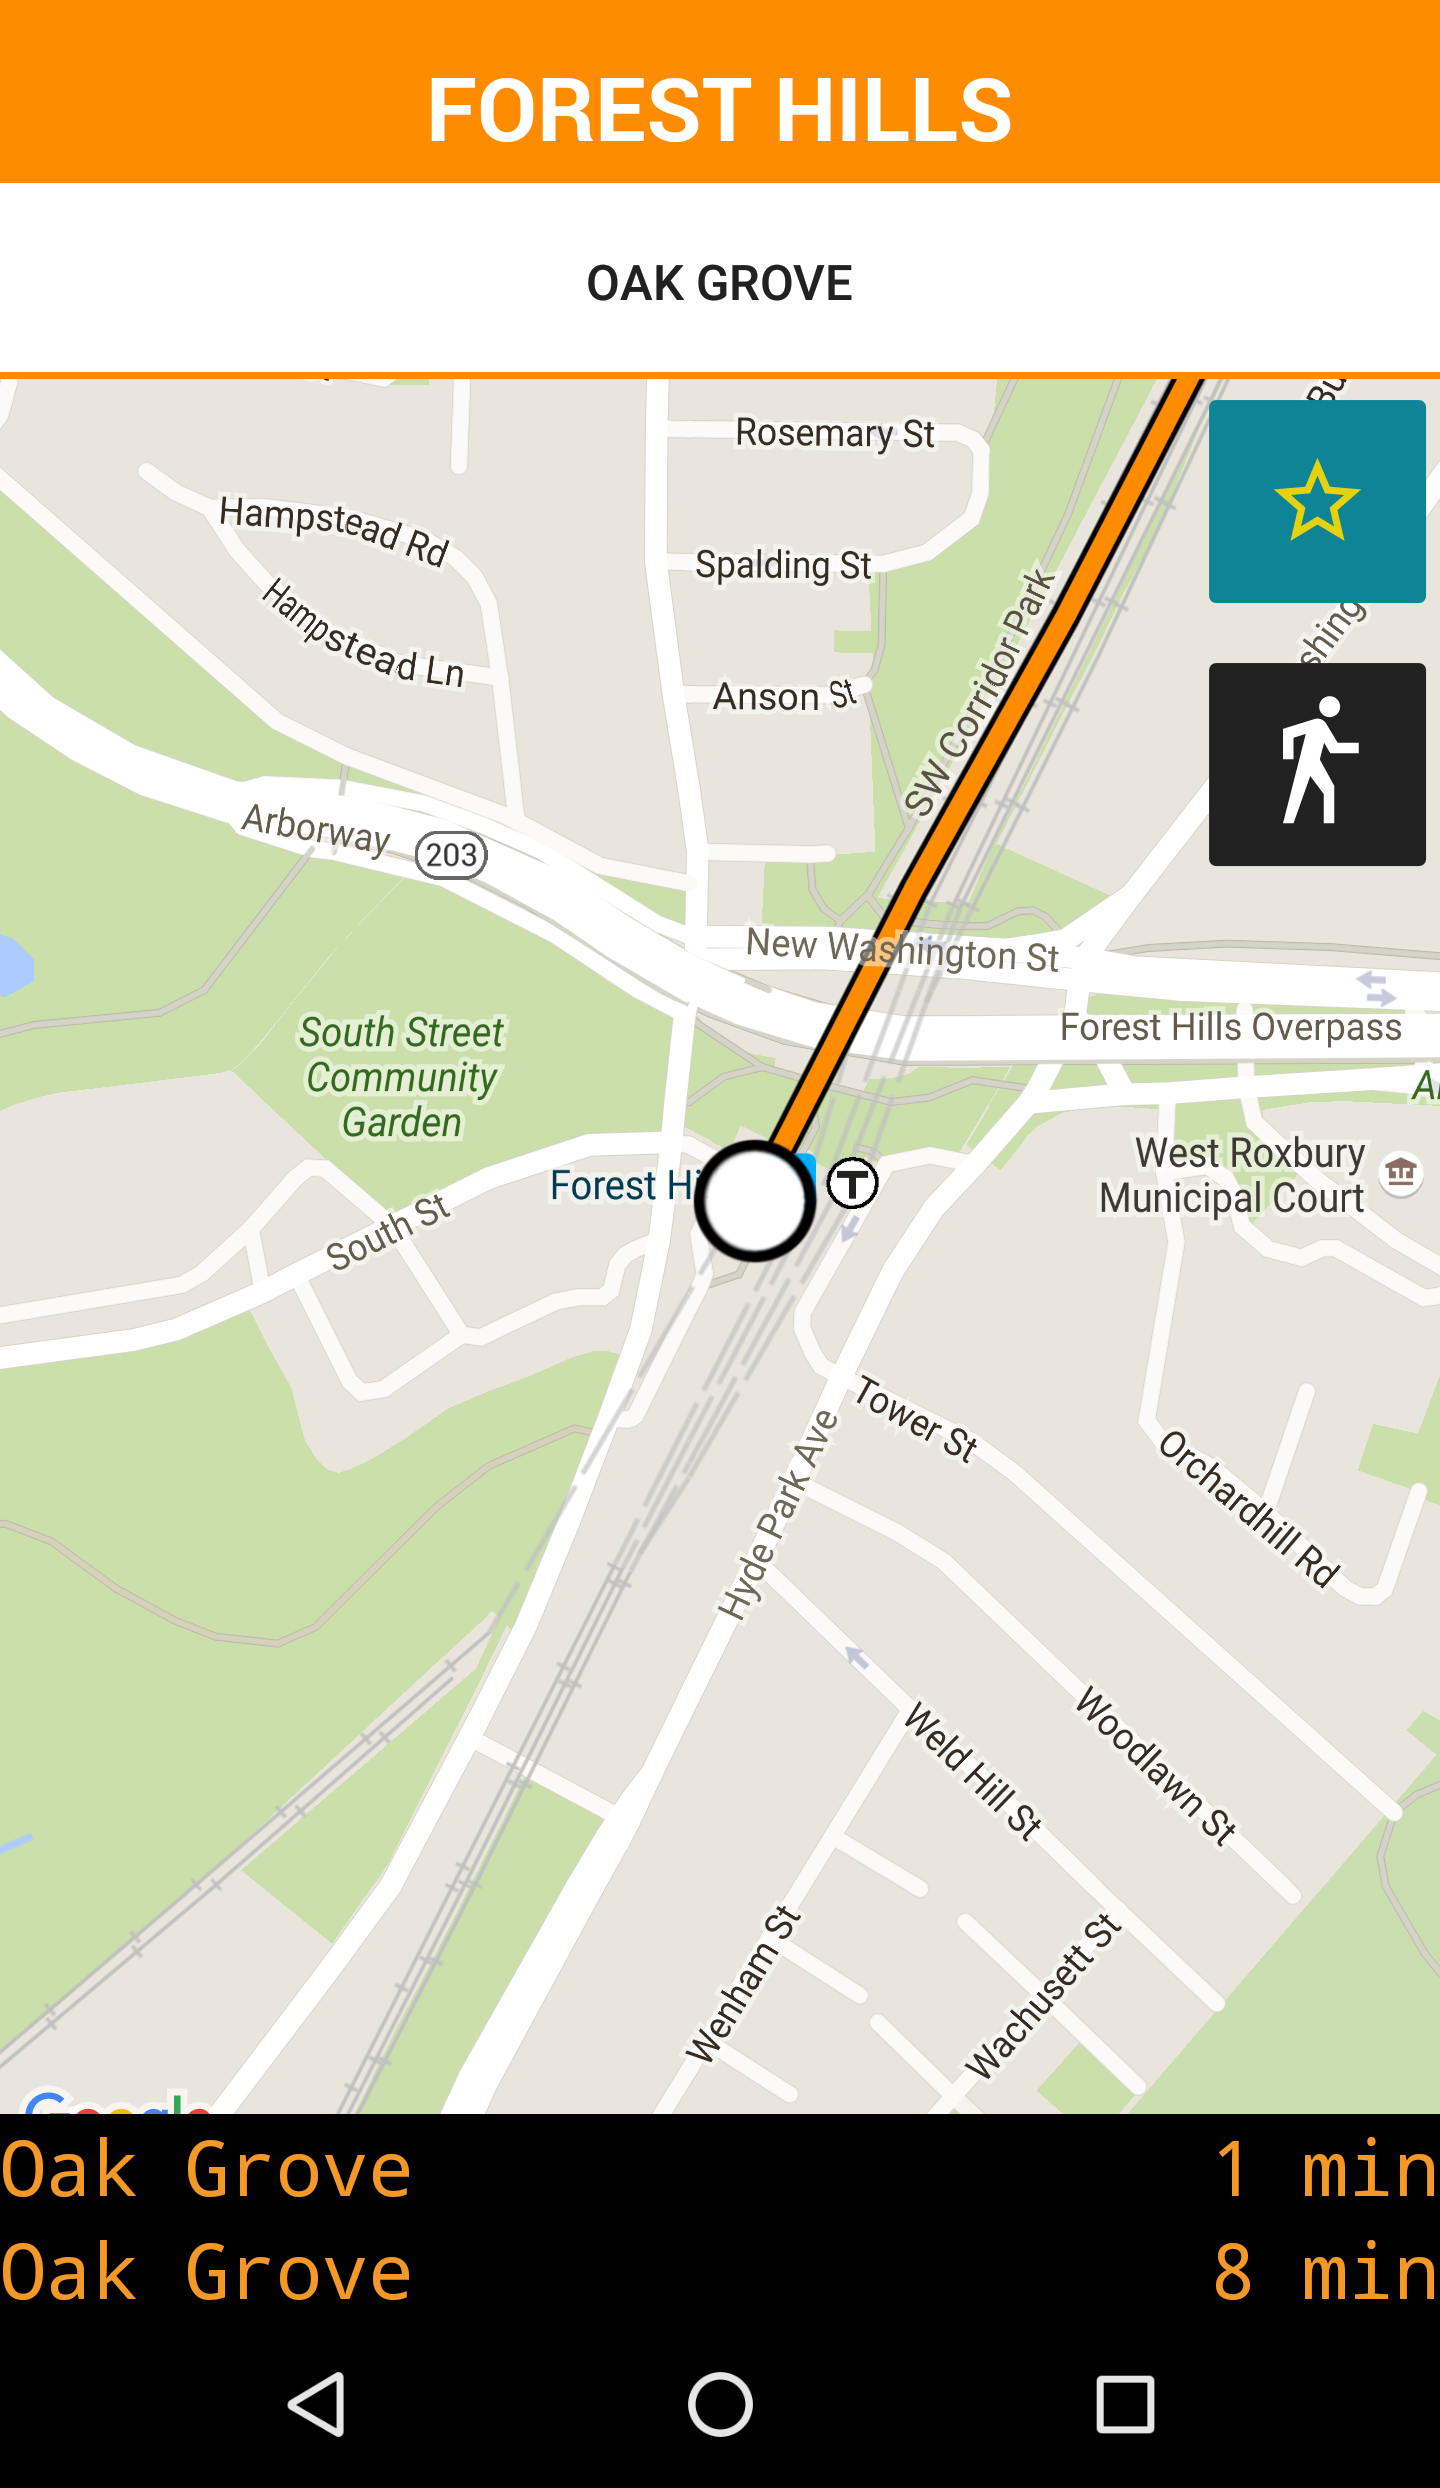 FOREST HILLS
OAK GROVE
Rosemary St
Hampstead Rd
Spalding St
Hampstead Ln
Anson St
SW Corridor Park
Arborway
203
New Washington St
Forest Hills Overpass
South Street
Community
Garden
West Roxbury
Municipal Court
Forest Hi
T
South St
Tower St
Hyde Park Ave
Orchardhill Rd
Woodlawn St
Weld Hill St
Wenham St
Wachusett St
Google
Oak Grove 1 min
Oak Grove 8 min